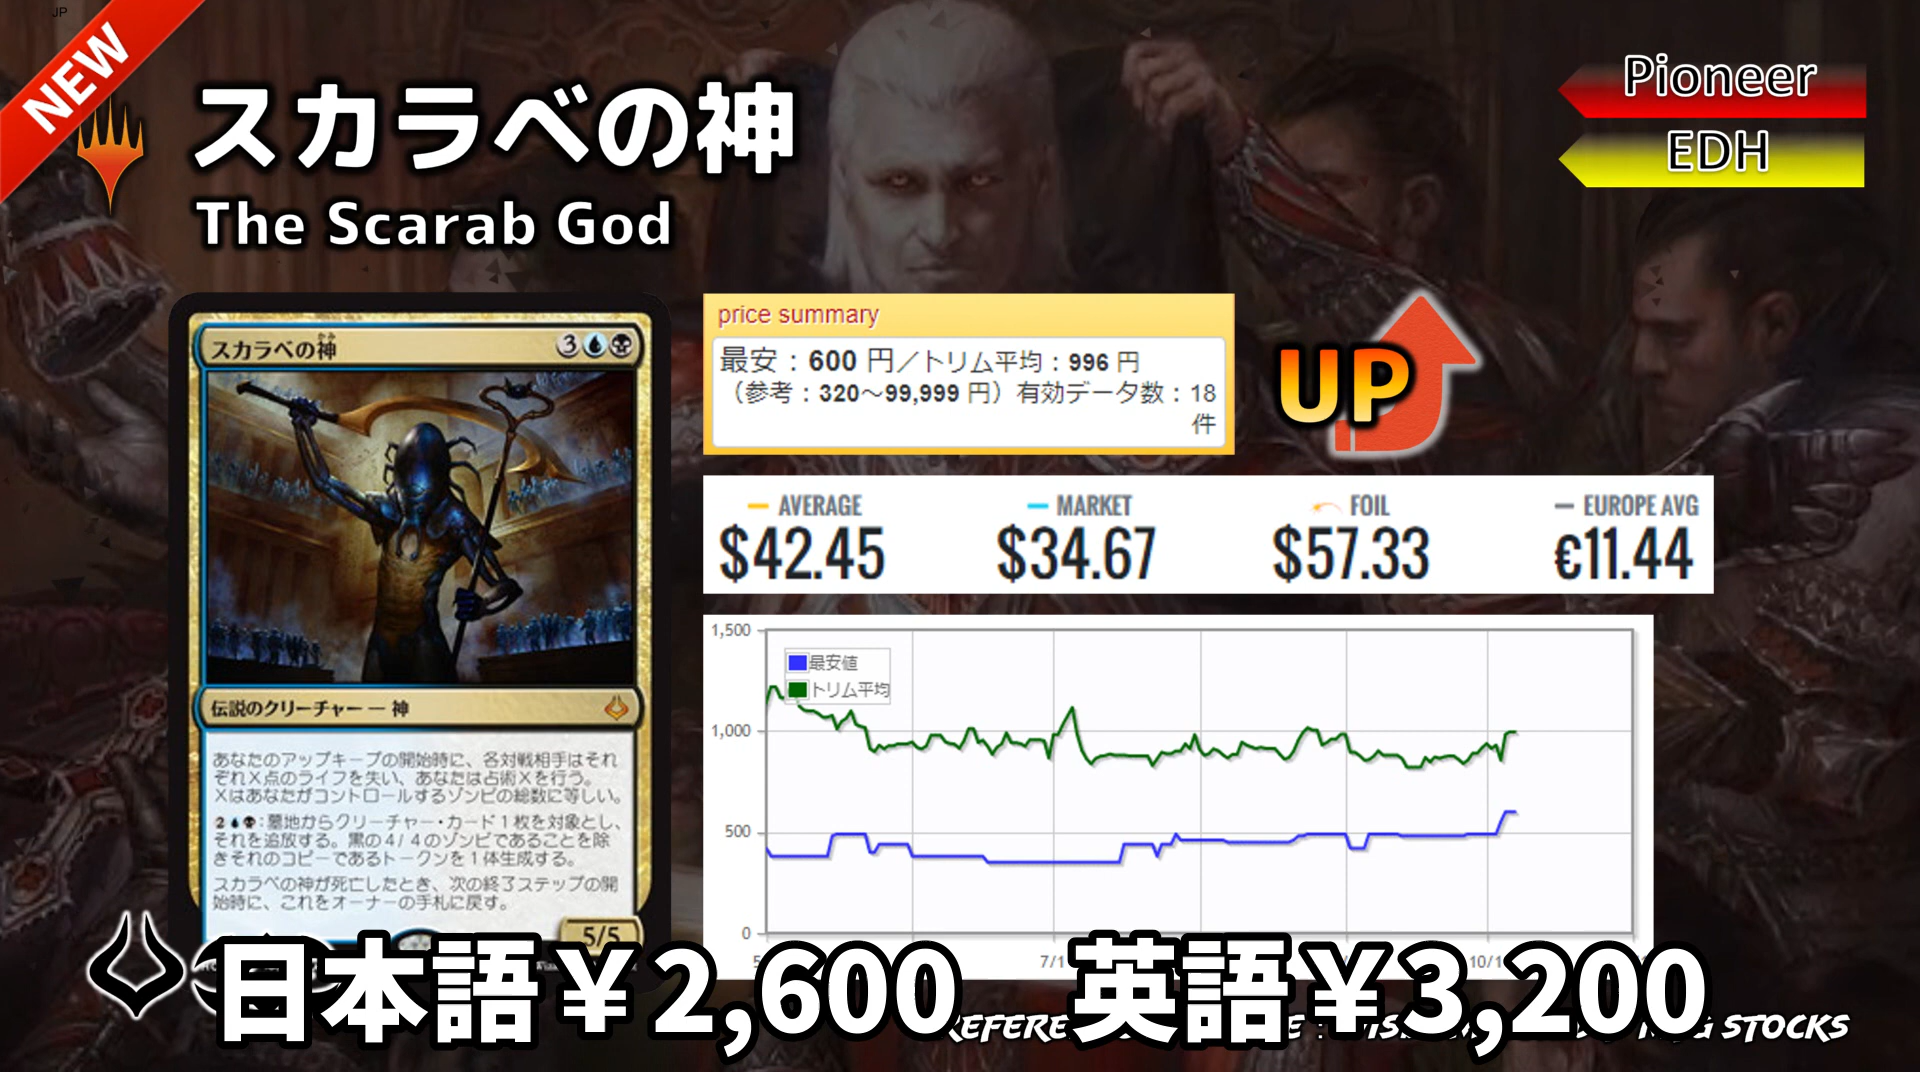 JP
NEW
スカラベの神
The Scarab God
Pioneer
EDH
スカラベの神
かみ
3
伝説のクリーチャー — 神
あなたのアップキープの開始時に、各対戦相手はそれ
ぞれX点のライフを失い、あなたは占術Xを行う。
Xはあなたがコントロールするゾンビの総数に等しい。
2:墓地からクリーチャー・カード1枚を対象とし、
それを追放する。黒の4/4のゾンビであることを除
きそれのコピーであるトークンを1体生成する。
スカラベの神が死亡したとき、次の終了ステップの開
始時に、これをオーナーの手札に戻す。
5/5
price summary
最安：600 円／トリム平均：996 円
（参考：320～99,999 円）有効データ数：18
件
UP
AVERAGE
$42.45
MARKET
$34.67
FOIL
$57.33
EUROPE AVG
€11.44
1,500
1,000
500
0
最安値
トリム平均
7/1
10/1
日本語￥2,600 英語￥3,200
STOCKS